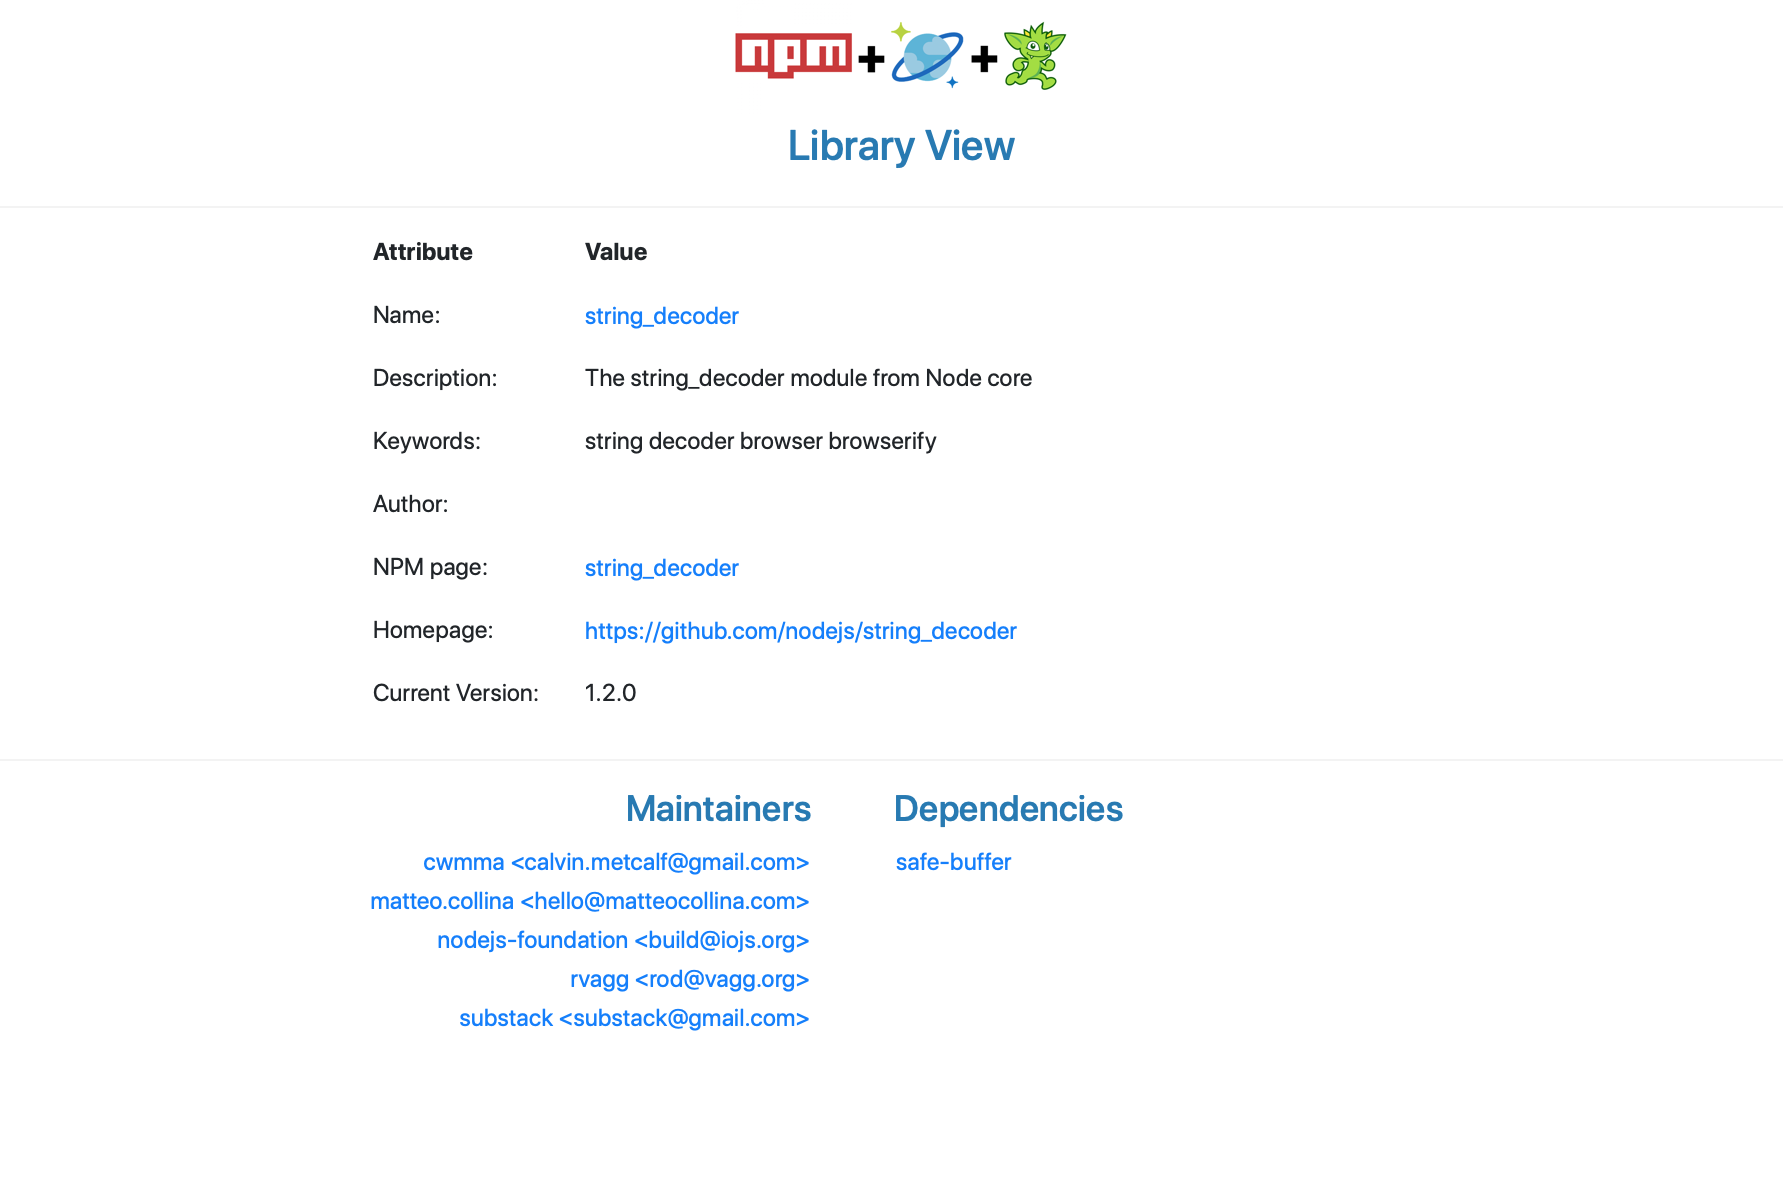 npm + +
Library View
Attribute Value
Name: string_decoder
Description: The string_decoder module from Node core
Keywords: string decoder browser browserify
Author:
NPM page: string_decoder
Homepage: https://github.com/nodejs/string_decoder
Current Version: 1.2.0
Maintainers
cwmma <calvin.metcalf@gmail.com>
matteo.collina <hello@matteocollina.com>
nodejs-foundation <build@iojs.org>
rvagg <rod@vagg.org>
substack <substack@gmail.com>
Dependencies
safe-buffer